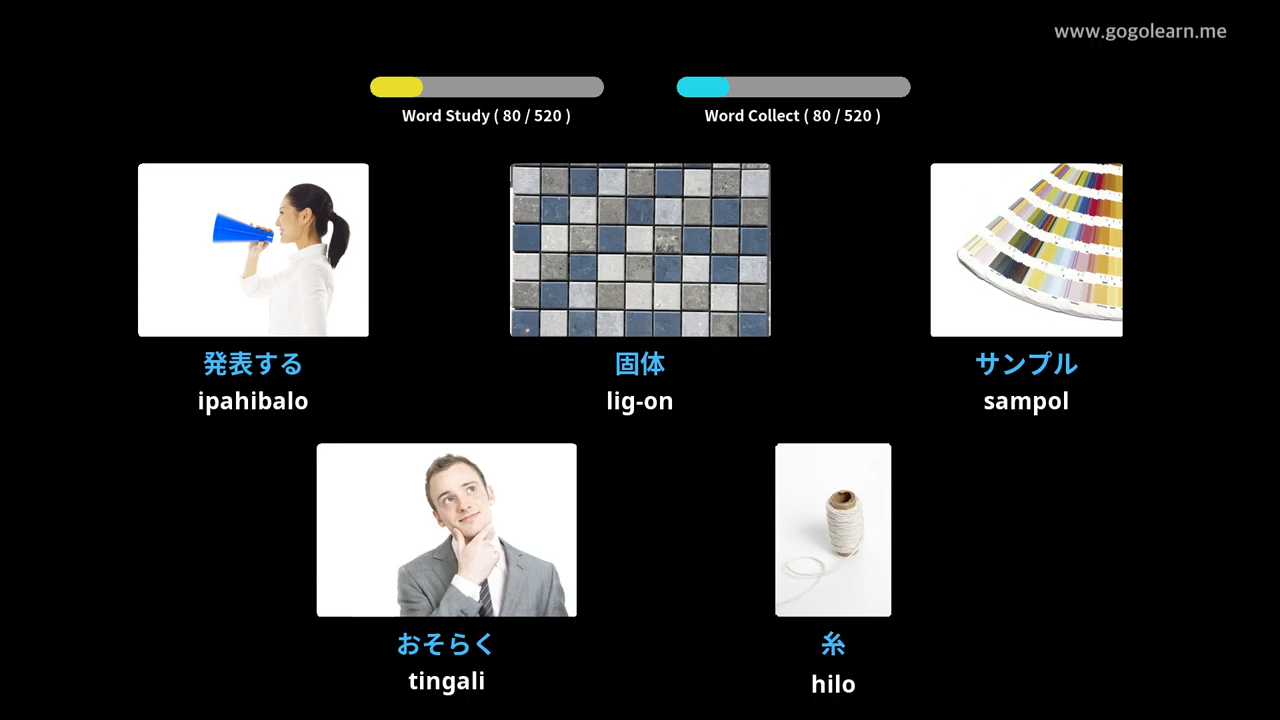 www.gogolearn.me
Word Study ( 80 / 520 )
Word Collect ( 80 / 520 )
発表する
ipahibalo
固体
lig-on
サンプル
sampol
おそらく
tingali
糸
hilo